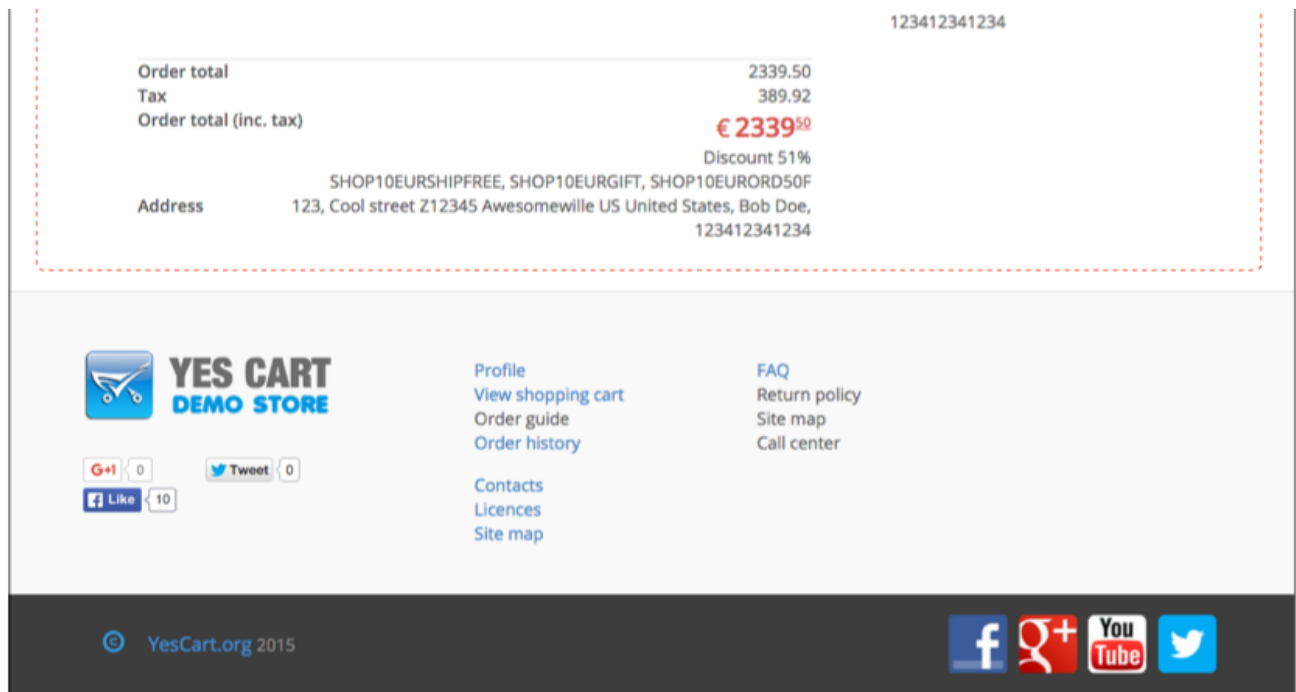 123412341234
Order total 2339.50
Tax 389.92
Order total (inc. tax) € 2339 50
Discount 51%
SHOP10EURSHIPFREE, SHOP10EURGIFT, SHOP10EURORD50F
Address 123, Cool street Z12345 Awesomewille US United States, Bob Doe,
123412341234
YES CART
DEMO STORE
G+1 0
Tweet 0
Like 10
Profile
View shopping cart
Order guide
Order history
Contacts
Licences
Site map
FAQ
Return policy
Site map
Call center
© YesCart.org 2015
f
g+
You
Tube